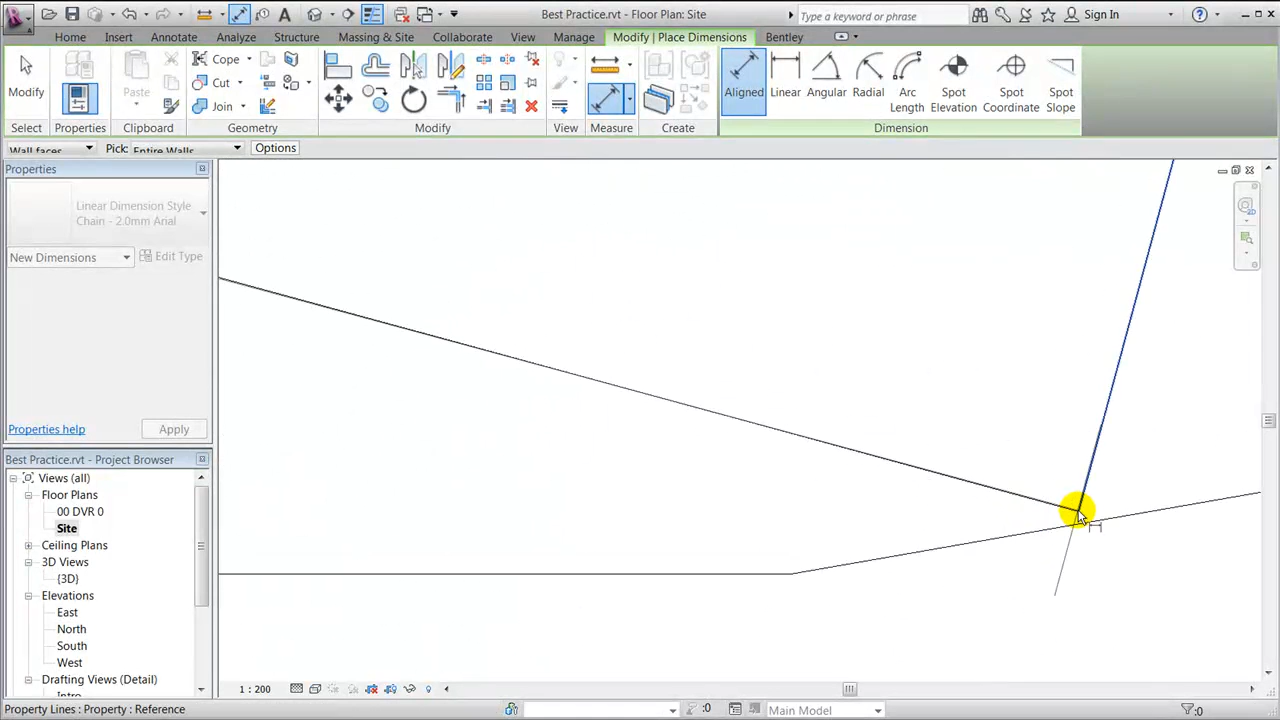 Best Practice.rvt - Floor Plan: Site
Type a keyword or phrase
Sign In
Home Insert Annotate Analyze Structure Massing & Site Collaborate View Manage Modify | Place Dimensions Bentley
Modify
Paste
Cope
Cut
Join
Aligned
Linear
Angular
Radial
Arc
Length
Spot
Elevation
Spot
Coordinate
Spot
Slope
Select Properties Clipboard Geometry Modify View Measure Create Dimension
Wall faces Pick: Entire Walls Options
Properties
Linear Dimension Style
Chain - 2.0mm Anal
New Dimensions Edit Type
Properties help Apply
Best Practice.rvt - Project Browser
Views (all)
Floor Plans
00 DVR 0
Site
Ceiling Plans
3D Views
{3D}
Elevations
East
North
South
West
Drafting Views (Detail)
Intro
1 : 200
2D
Property Lines : Property : Reference
:0
Main Model
:0